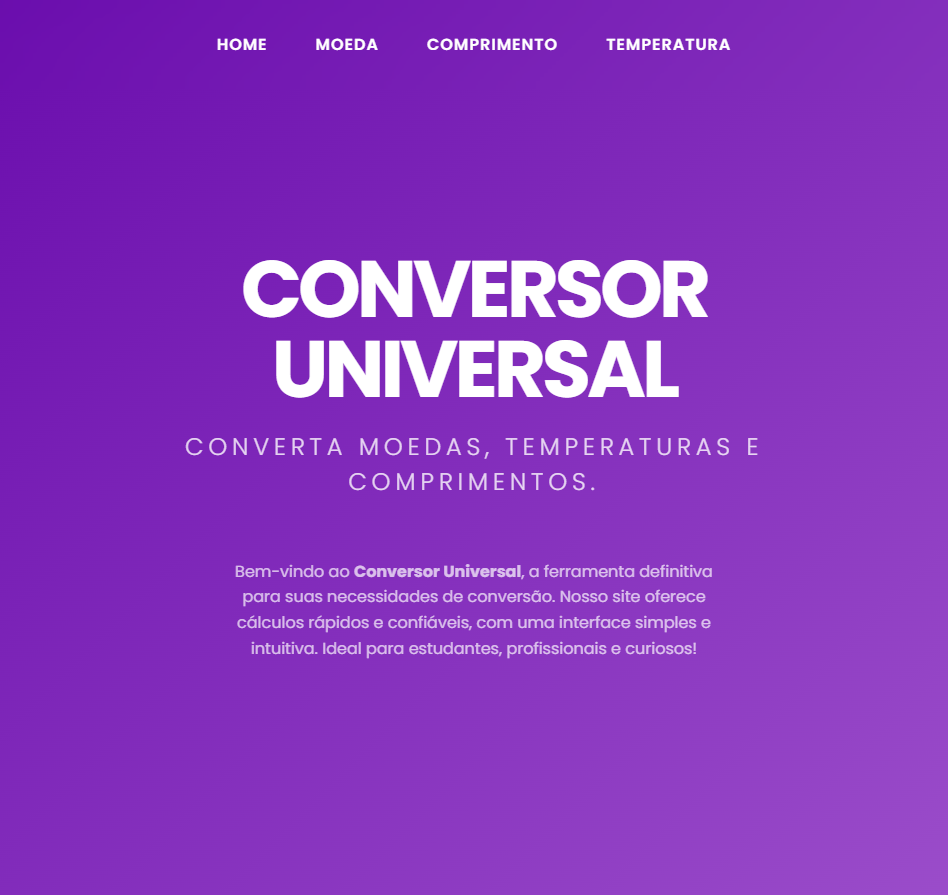 HOME MOEDA COMPRIMENTO TEMPERATURA
CONVERSOR
UNIVERSAL
CONVERTA MOEDAS, TEMPERATURAS E
COMPRIMENTOS.
Bem-vindo ao Conversor Universal, a ferramenta definitiva
para suas necessidades de conversão. Nosso site oferece
cálculos rápidos e confiáveis, com uma interface simples e
intuitiva. Ideal para estudantes, profissionais e curiosos!